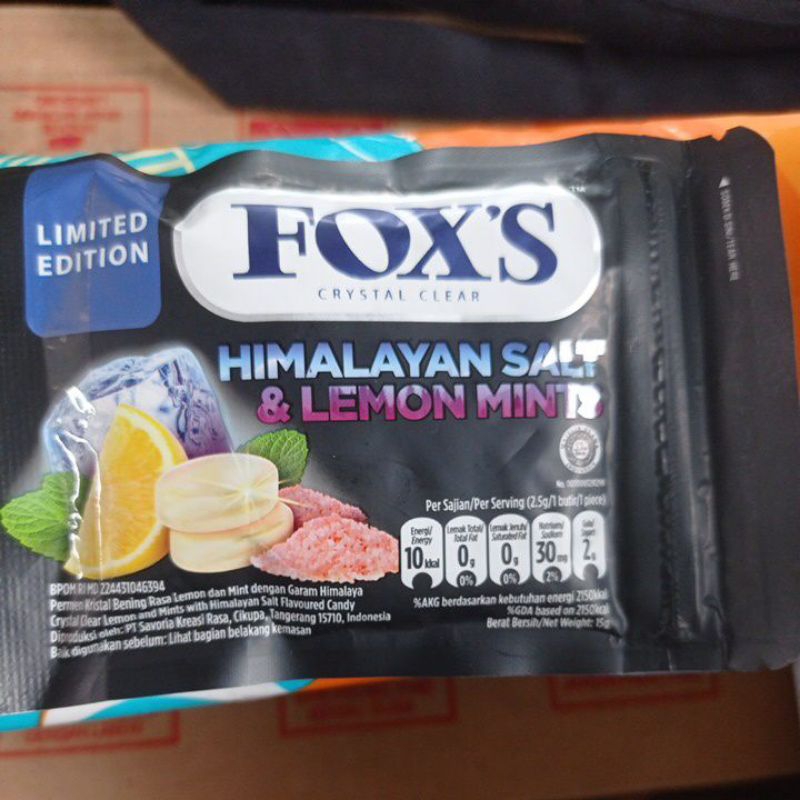 LIMITED
EDITION
FOX'S
CRYSTAL CLEAR
HIMALAYAN SALT
& LEMON MINTS
Per Sajian/Per Serving (2.5g/1 butir/1 piece)
Energi/
Energy
10 kkal
Lemak Total/
Total Fat
0g
0%
Lemak Jenuh/
Saturated Fat
0g
0%
Natrium/
Sodium
30 mg
2%
Gula/
Sugars
2g
%AKG berdasarkan kebutuhan energi 2150kkal
%GDA based on 2150kcal
Berat Bersih/Net Weight: 15g
BPOM RI MD 224431046394
Permen Kristal Bening Rasa Lemon dan Mint dengan Garam Himalaya
Crystal Clear Lemon and Mints with Himalayan Salt Flavoured Candy
Diproduksi oleh: PT Savoria Kreasi Rasa, Cikupa, Tangerang 15710, Indonesia
Baik digunakan sebelum: Lihat bagian belakang kemasan